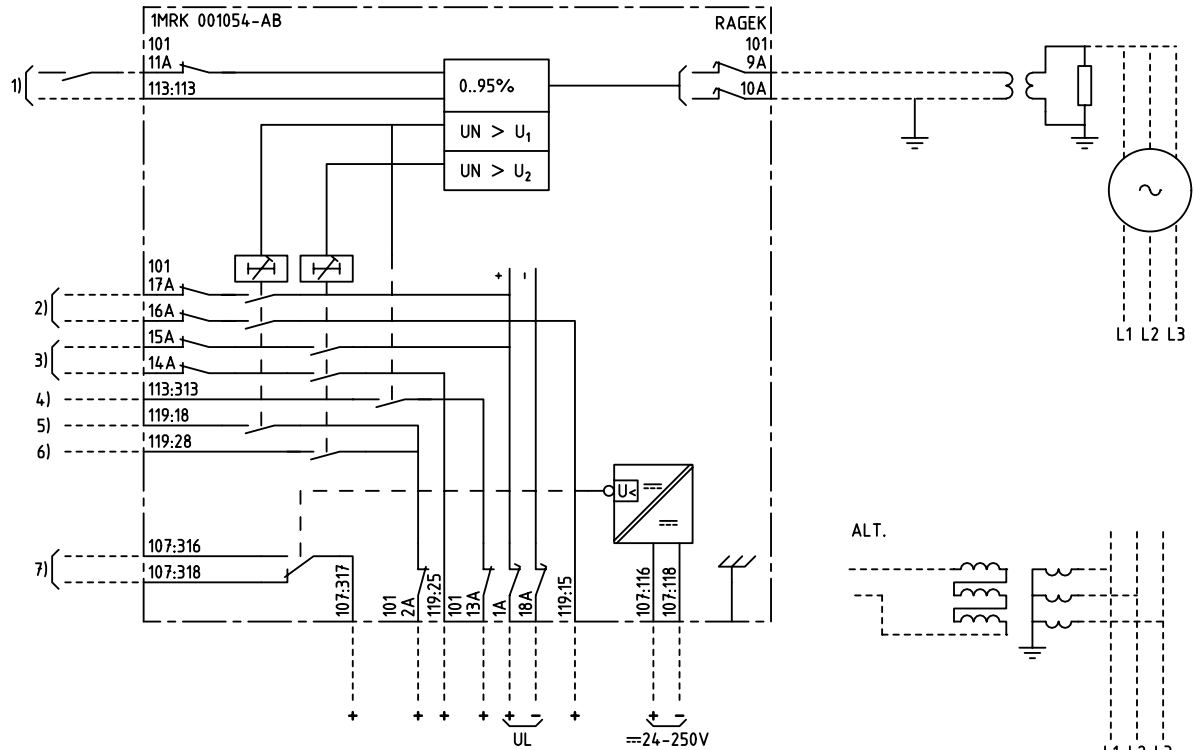 1MRK 001054-AB
RAGEK
101
101
11A
9A
1)
113:113
10A
0..95%
UN > U1
UN > U2
101
+ -
17A
2)
16A
15A
3)
14A
L1 L2 L3
4)
113:313
5)
119:18
6)
119:28
U<
ALT.
107:316
7)
107:318
107:317
101
2A
119:25
101
13A
1A
18A
119:15
107:116
107:118
+ + + + + - + + -
UL
24-250V
L1 L2 L3